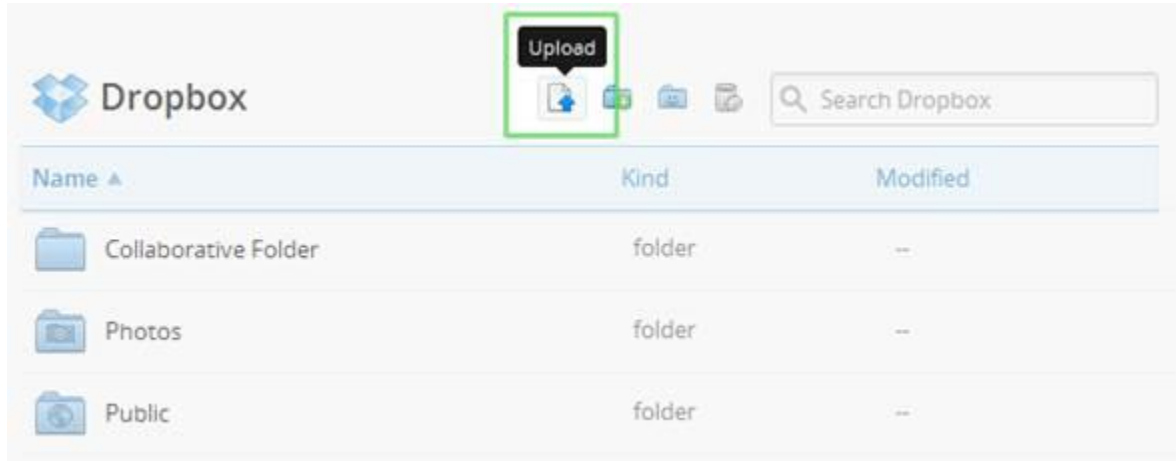 Upload
Dropbox
Search Dropbox
Name ▲ Kind Modified
Collaborative Folder folder --
Photos folder --
Public folder --